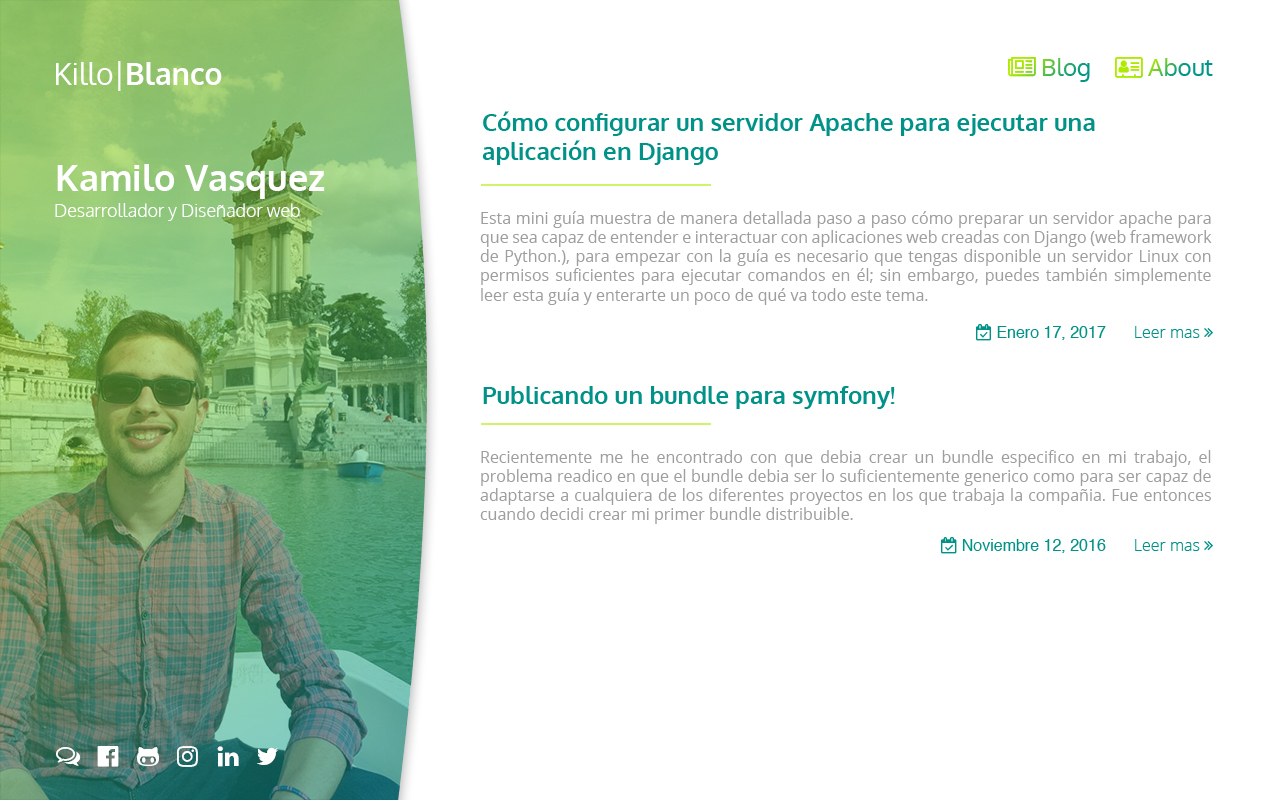 Killo|Blanco
Kamilo Vasquez
Desarrollador y Diseñador web
Blog
About
Cómo configurar un servidor Apache para ejecutar una
aplicación en Django
Esta mini guía muestra de manera detallada paso a paso cómo preparar un servidor apache para
que sea capaz de entender e interactuar con aplicaciones web creadas con Django (web framework
de Python.), para empezar con la guía es necesario que tengas disponible un servidor Linux con
permisos suficientes para ejecutar comandos en él; sin embargo, puedes también simplemente
leer esta guía y enterarte un poco de qué va todo este tema.
Enero 17, 2017 Leer mas »
Publicando un bundle para symfony!
Recientemente me he encontrado con que debia crear un bundle especifico en mi trabajo, el
problema readico en que el bundle debia ser lo suficientemente generico como para ser capaz de
adaptarse a cualquiera de los diferentes proyectos en los que trabaja la compañia. Fue entonces
cuando decidi crear mi primer bundle distribuible.
Noviembre 12, 2016 Leer mas »